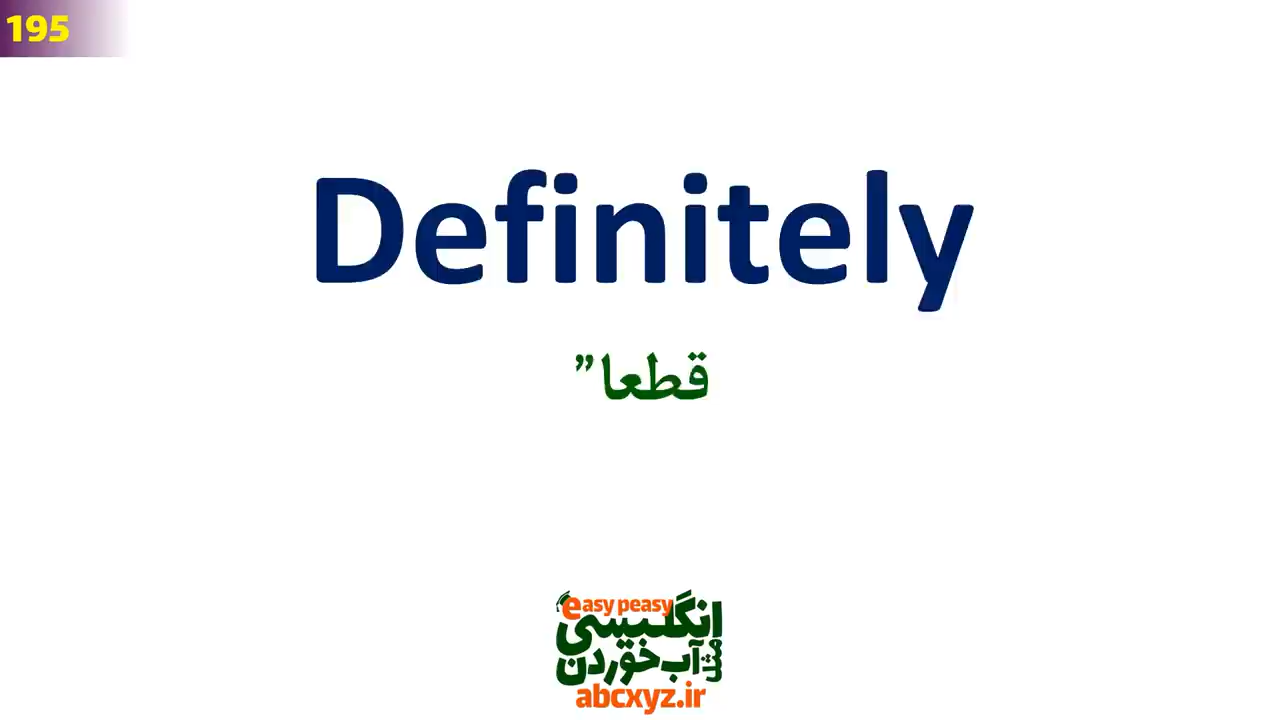 195
Definitely
قطعا”
easy peasy
انگلیسی
مثل آب خوردن
abcxyz.ir